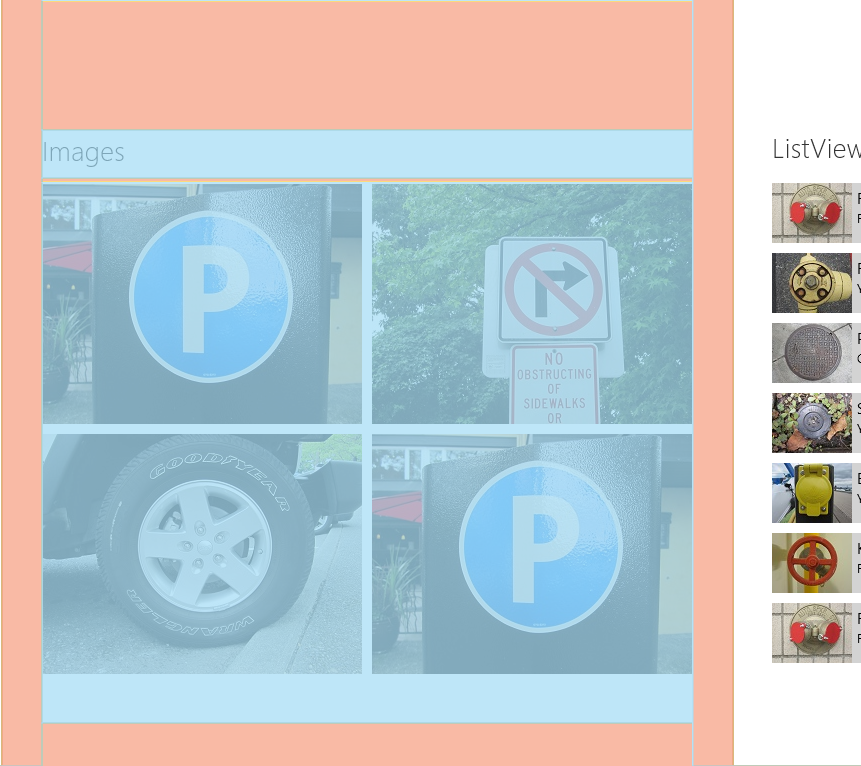 Images
P
NO
OBSTRUCTING
OF
SIDEWALKS
OR
GOODYEAR
WRANGLER
P
ListView